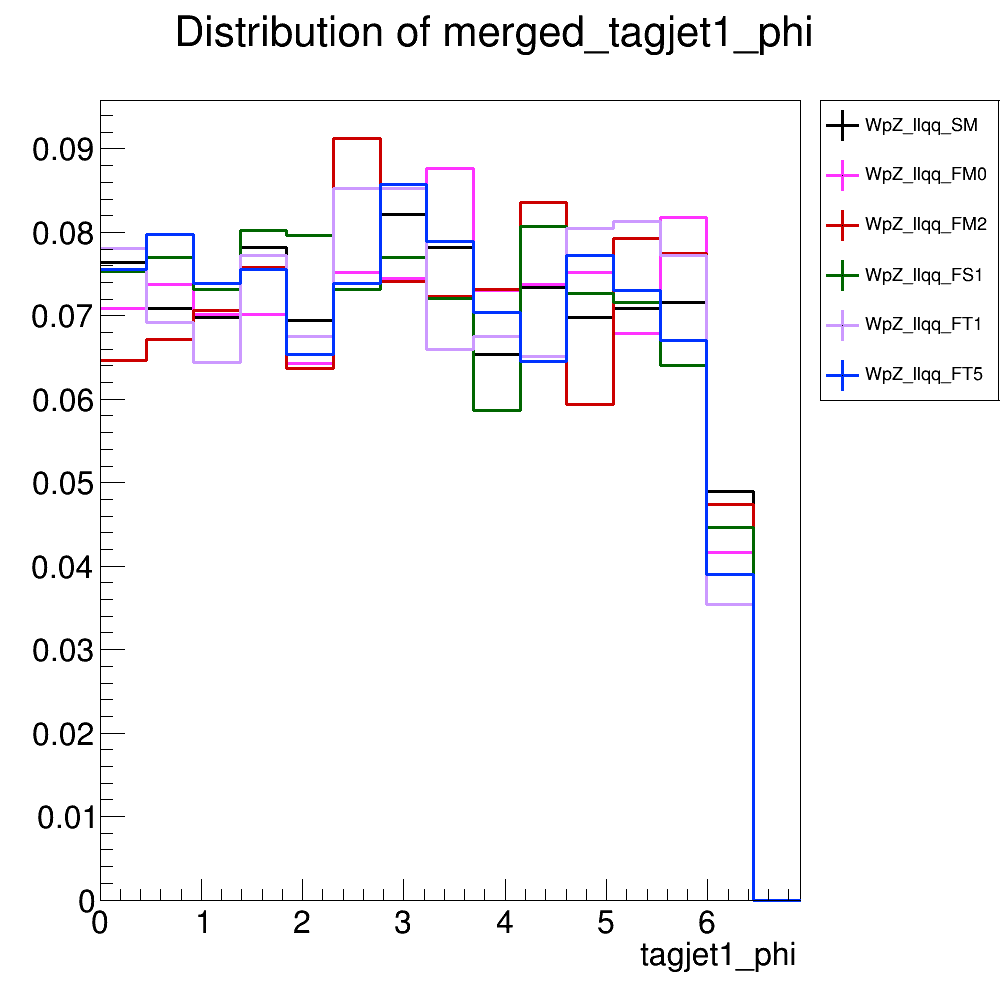 Distribution of merged_tagjet1_phi
WpZ_llqq_SM
WpZ_llqq_FM0
WpZ_llqq_FM2
WpZ_llqq_FS1
WpZ_llqq_FT1
WpZ_llqq_FT5
0.09
0.08
0.07
0.06
0.05
0.04
0.03
0.02
0.01
0
0 1 2 3 4 5 6
tagjet1_phi